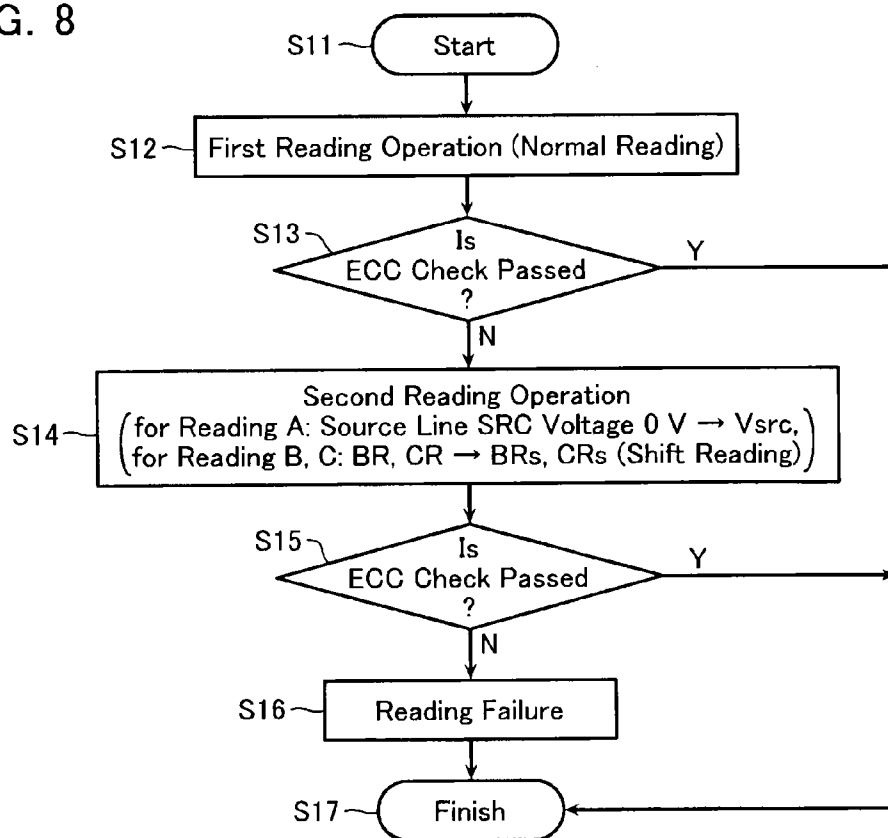 G. 8
S11
Start
S12
First Reading Operation (Normal Reading)
S13
Is
ECC Check Passed
?
Y
N
S14
Second Reading Operation
(for Reading A: Source Line SRC Voltage 0 V → Vsrc,
for Reading B, C: BR, CR → BRs, CRs (Shift Reading))
S15
Is
ECC Check Passed
?
Y
N
S16
Reading Failure
S17
Finish